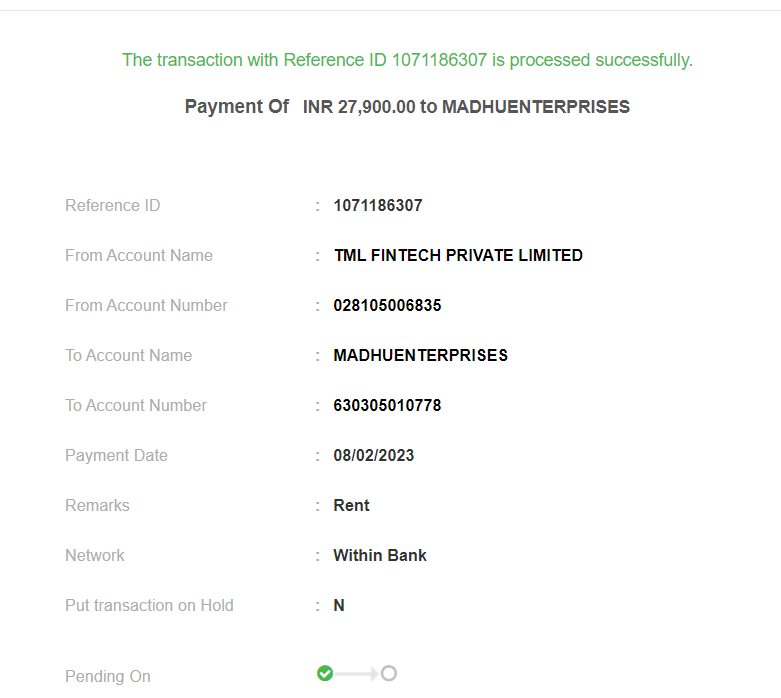 The transaction with Reference ID 1071186307 is processed successfully.
Payment Of INR 27,900.00 to MADHUENTERPRISES
Reference ID : 1071186307
From Account Name : TML FINTECH PRIVATE LIMITED
From Account Number : 028105006835
To Account Name : MADHUENTERPRISES
To Account Number : 630305010778
Payment Date : 08/02/2023
Remarks : Rent
Network : Within Bank
Put transaction on Hold : N
Pending On